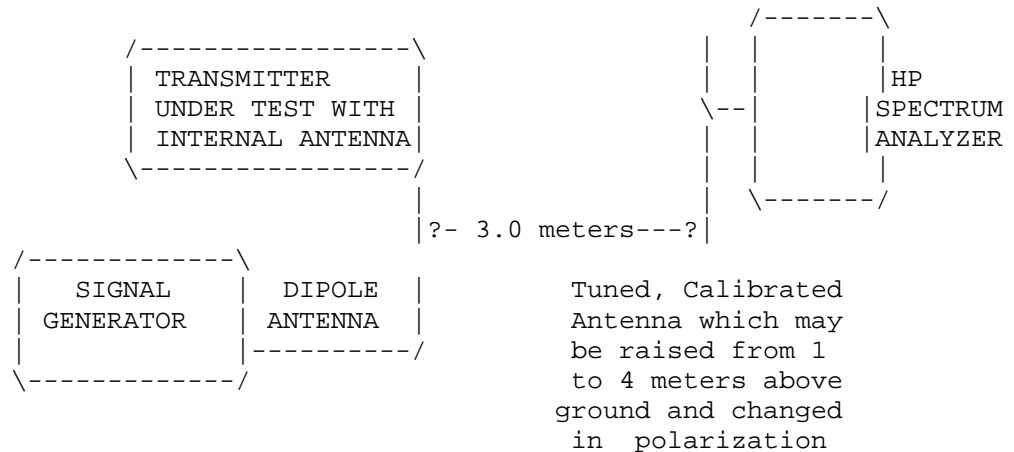 TRANSMITTER
UNDER TEST WITH
INTERNAL ANTENNA
HP
SPECTRUM
ANALYZER
|?- 3.0 meters---?|
SIGNAL
GENERATOR
DIPOLE
ANTENNA
Tuned, Calibrated
Antenna which may
be raised from 1
to 4 meters above
ground and changed
in polarization